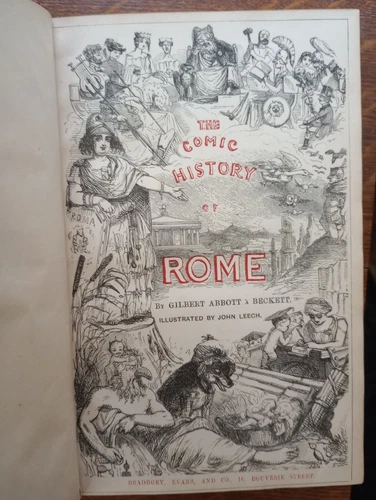 THE
COMIC
HISTORY
OF
ROME
BY GILBERT ABBOTT À BECKETT.
ILLUSTRATED BY JOHN LEECH.
ROMA
BRADBURY, EVANS, AND CO. 11, BOUVERIE STREET.